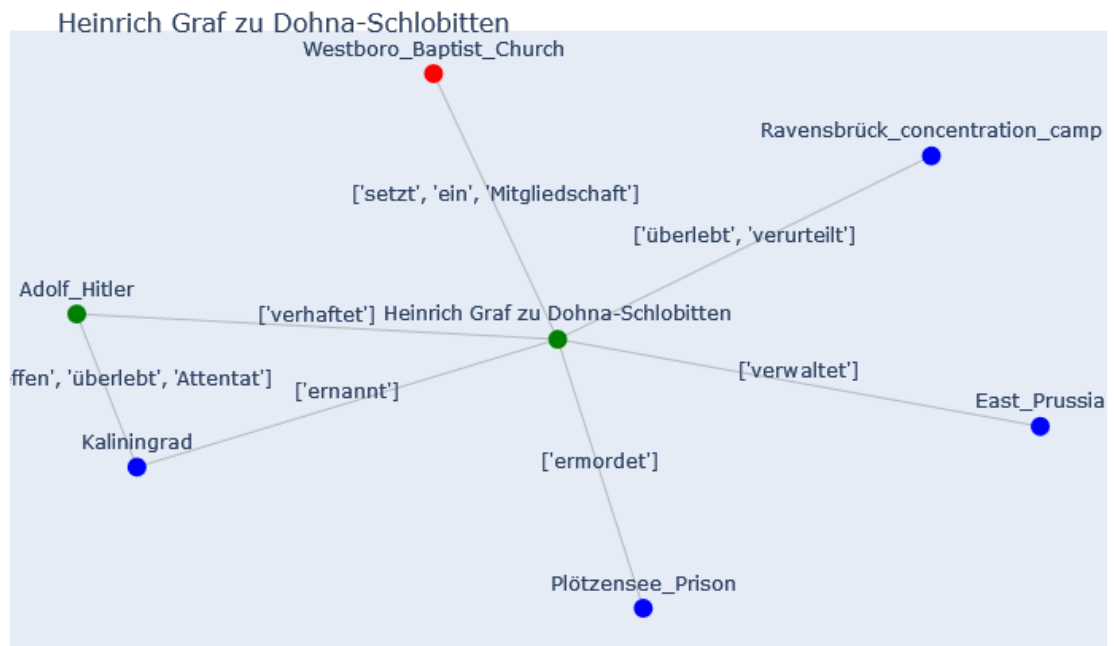 Heinrich Graf zu Dohna-Schlobitten
Westboro_Baptist_Church
Ravensbrück_concentration_camp
['setzt', 'ein', 'Mitgliedschaft']
['überlebt', 'verurteilt']
Adolf_Hitler
['verhaftet']
Heinrich Graf zu Dohna-Schlobitten
['verwaltet']
effen', 'überlebt', 'Attentat']
['ernannt']
East_Prussia
Kaliningrad
['ermordet']
Plötzensee_Prison